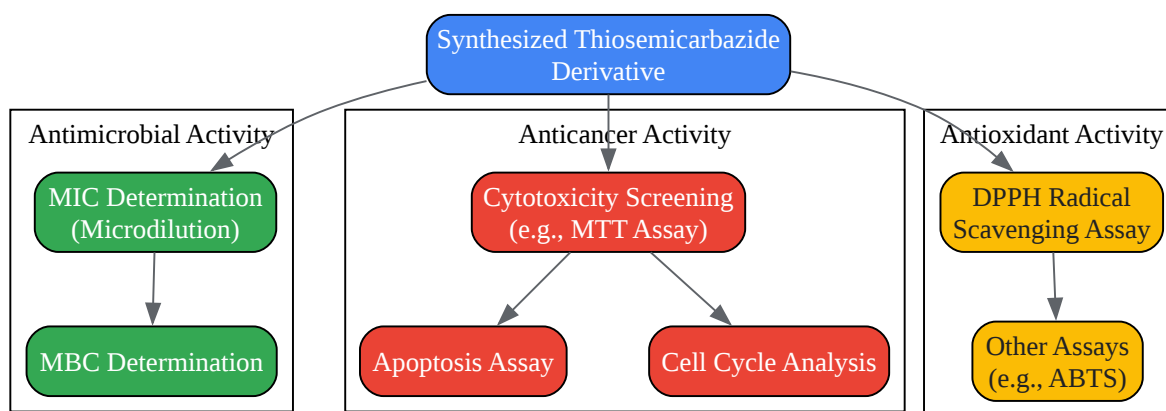 Synthesized Thiosemicarbazide
Derivative
Antimicrobial Activity
Anticancer Activity
Antioxidant Activity
MIC Determination
(Microdilution)
Cytotoxicity Screening
(e.g., MTT Assay)
DPPH Radical
Scavenging Assay
MBC Determination
Apoptosis Assay
Cell Cycle Analysis
Other Assays
(e.g., ABTS)